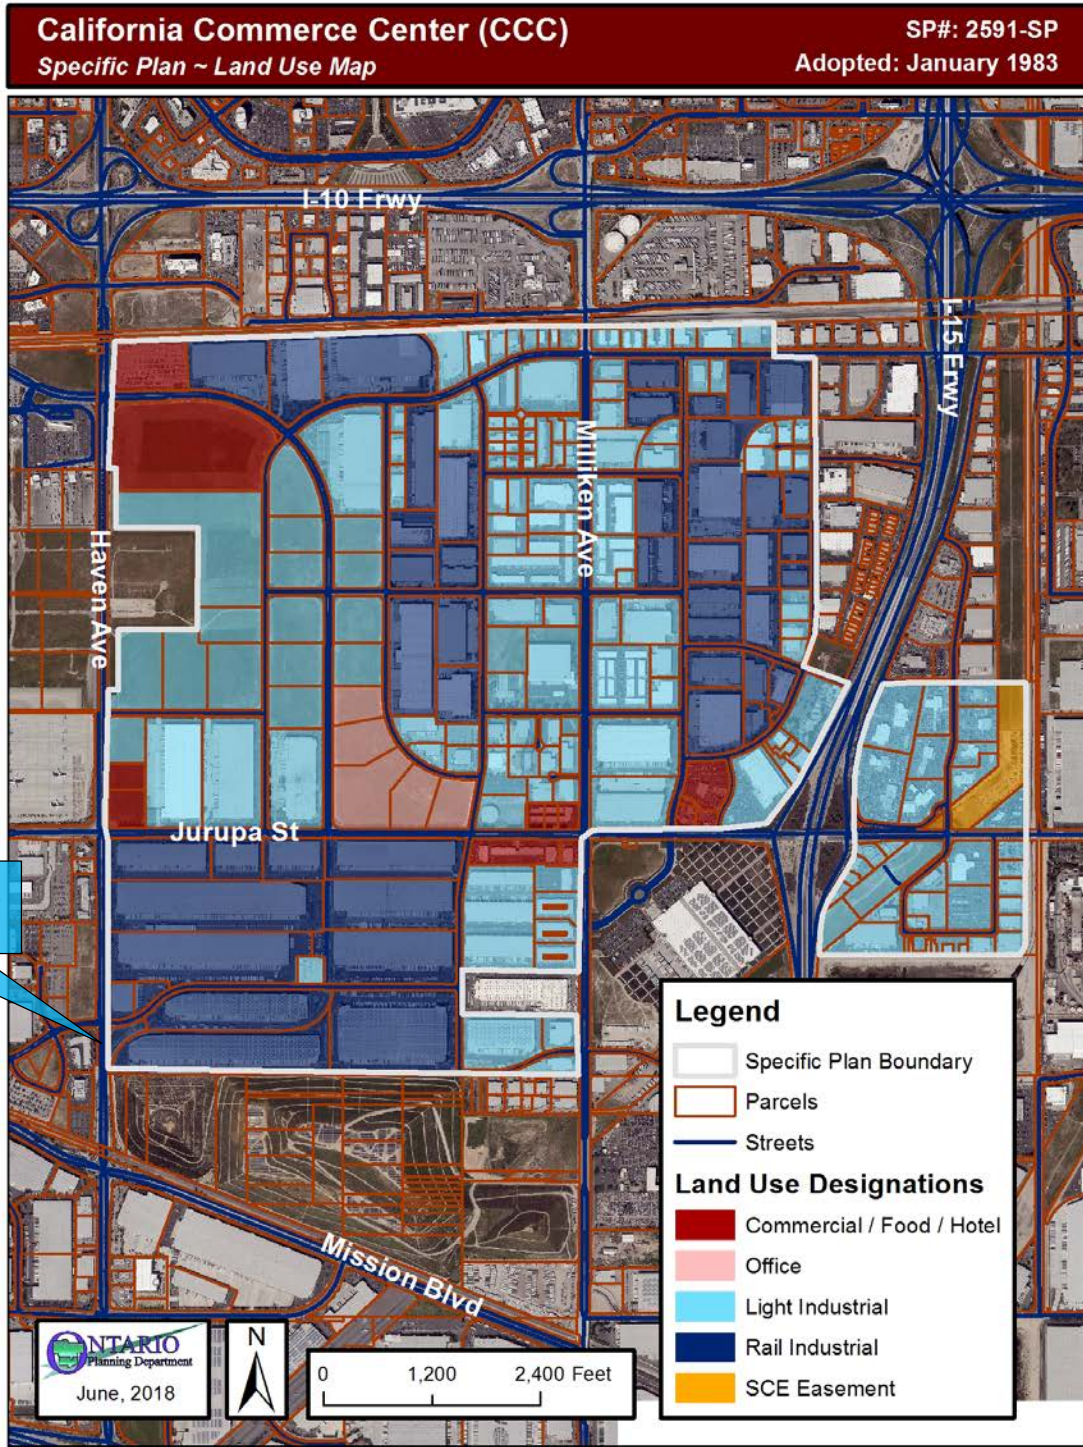 California Commerce Center (CCC)
Specific Plan ~ Land Use Map
SP#: 2591-SP
Adopted: January 1983
I-10 Frwy
I-15 Frwy
Milliken Ave
Haven Ave
Jurupa St
Mission Blvd
Legend
Specific Plan Boundary
Parcels
Streets
Land Use Designations
Commercial / Food / Hotel
Office
Light Industrial
Rail Industrial
SCE Easement
ONTARIO
Planning Department
June, 2018
N
0 1,200 2,400 Feet